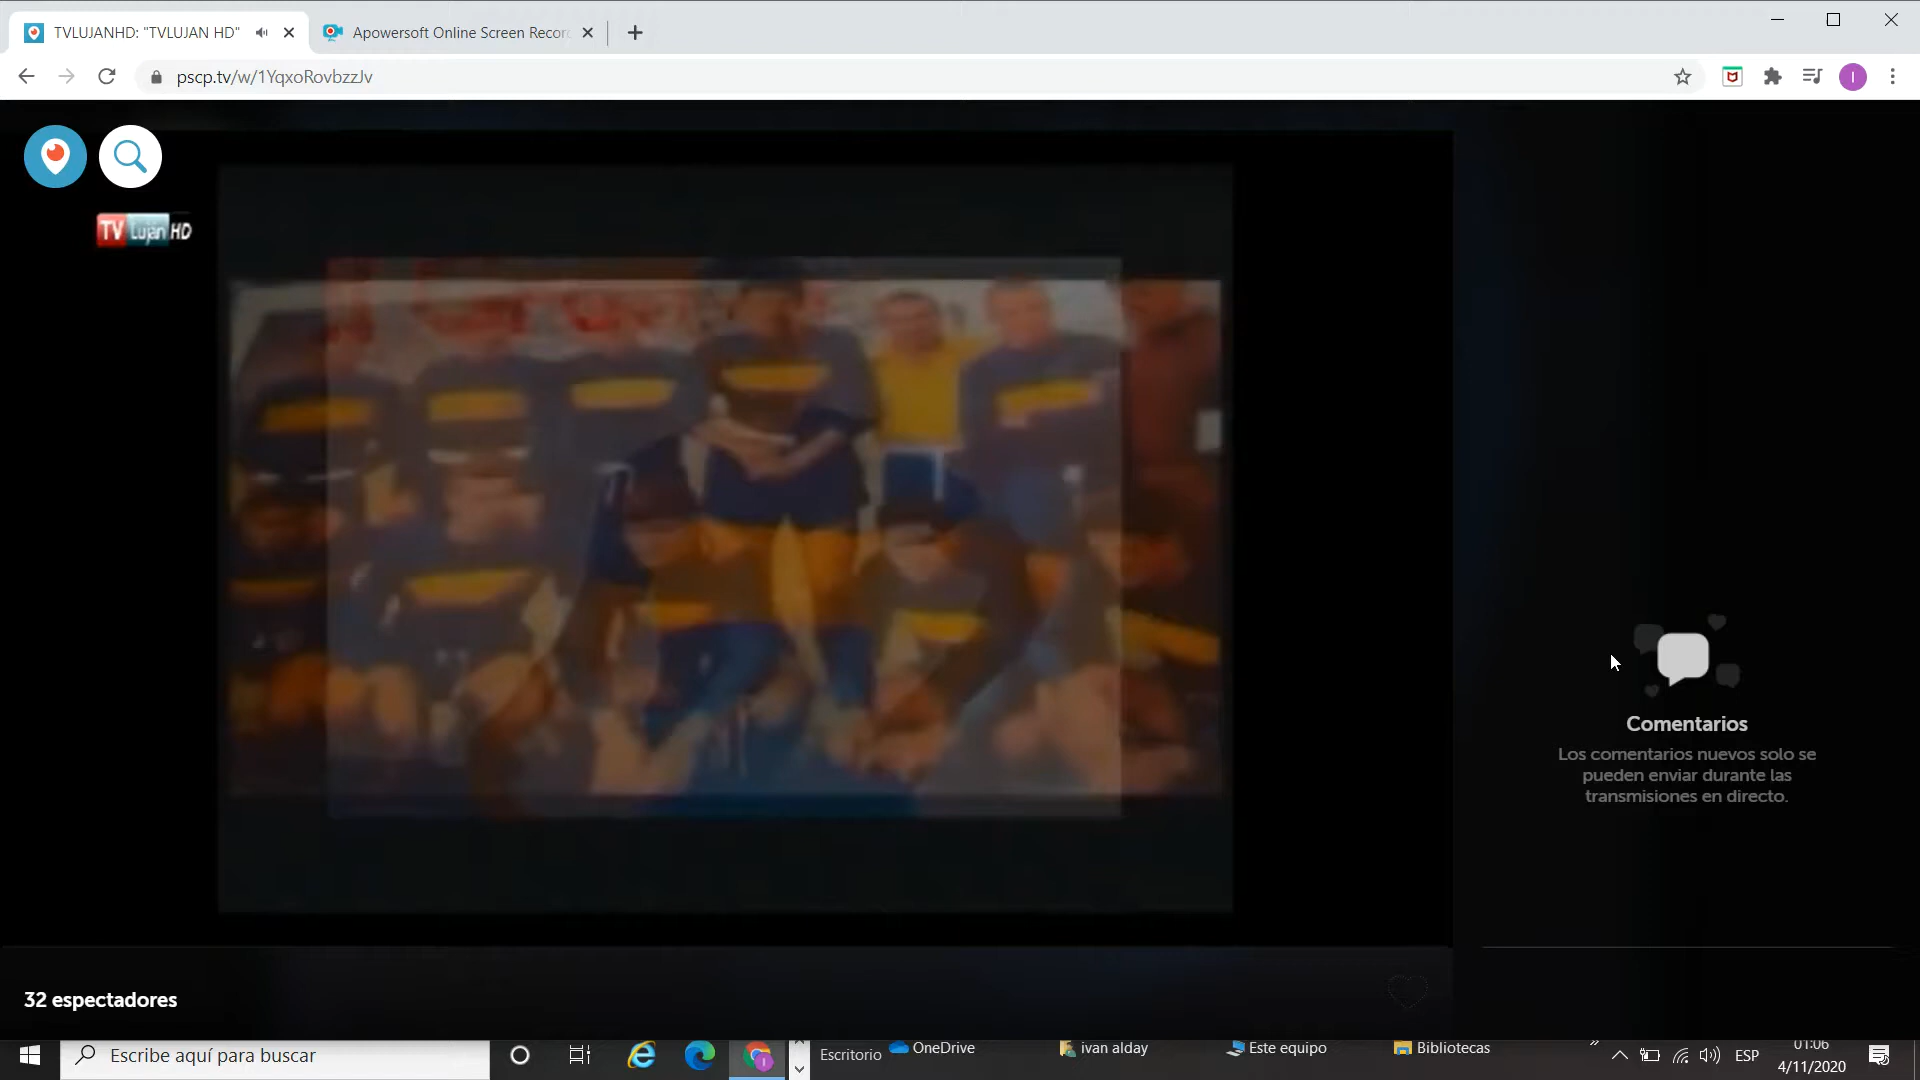 TVLUJANHD: "TVLUJAN HD"
Apowersoft Online Screen Recor
pscp.tv/w/1YqxoRovbzzJv
I
TV Luján HD
Comentarios
Los comentarios nuevos solo se
pueden enviar durante las
transmisiones en directo.
32 espectadores
Escribe aquí para buscar
Escritorio
OneDrive
ivan alday
Este equipo
Bibliotecas
ESP
01:06
4/11/2020